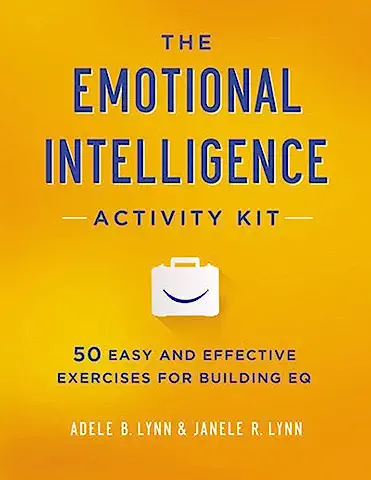 THE
EMOTIONAL
INTELLIGENCE
ACTIVITY KIT
50 EASY AND EFFECTIVE
EXERCISES FOR BUILDING EQ
ADELE B. LYNN & JANELE R. LYNN